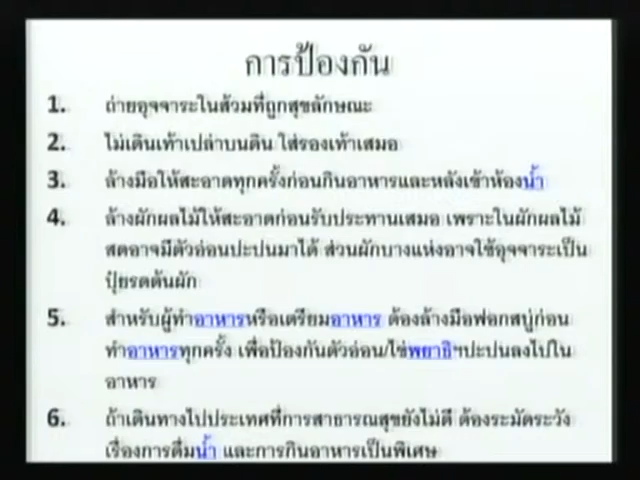 การป้องกัน
1. ถ่ายอุจจาระในส้วมที่ถูกสุขลักษณะ
2. ไม่เดินเท้าเปล่าบนดิน ใส่รองเท้าเสมอ
3. ล้างมือให้สะอาดทุกครั้งก่อนกินอาหารและหลังเข้าห้องน้ำ
4. ล้างผักผลไม้ให้สะอาดก่อนรับประทานเสมอ เพราะในผักผลไม้
สดอาจมีตัวอ่อนปะปนมาได้ ส่วนผักบางแห่งอาจใช้อุจจาระเป็น
ปุ๋ยรดต้นผัก
5. สำหรับผู้ทำอาหารหรือเตรียมอาหาร ต้องล้างมือฟอกสบู่ก่อน
ทำอาหารทุกครั้ง เพื่อป้องกันตัวอ่อน/ไข่พยาธิฯปะปนลงไปใน
อาหาร
6. ถ้าเดินทางไปประเทศที่การสาธารณสุขยังไม่ดี ต้องระมัดระวัง
เรื่องการดื่มน้ำ และการกินอาหารเป็นพิเศษ